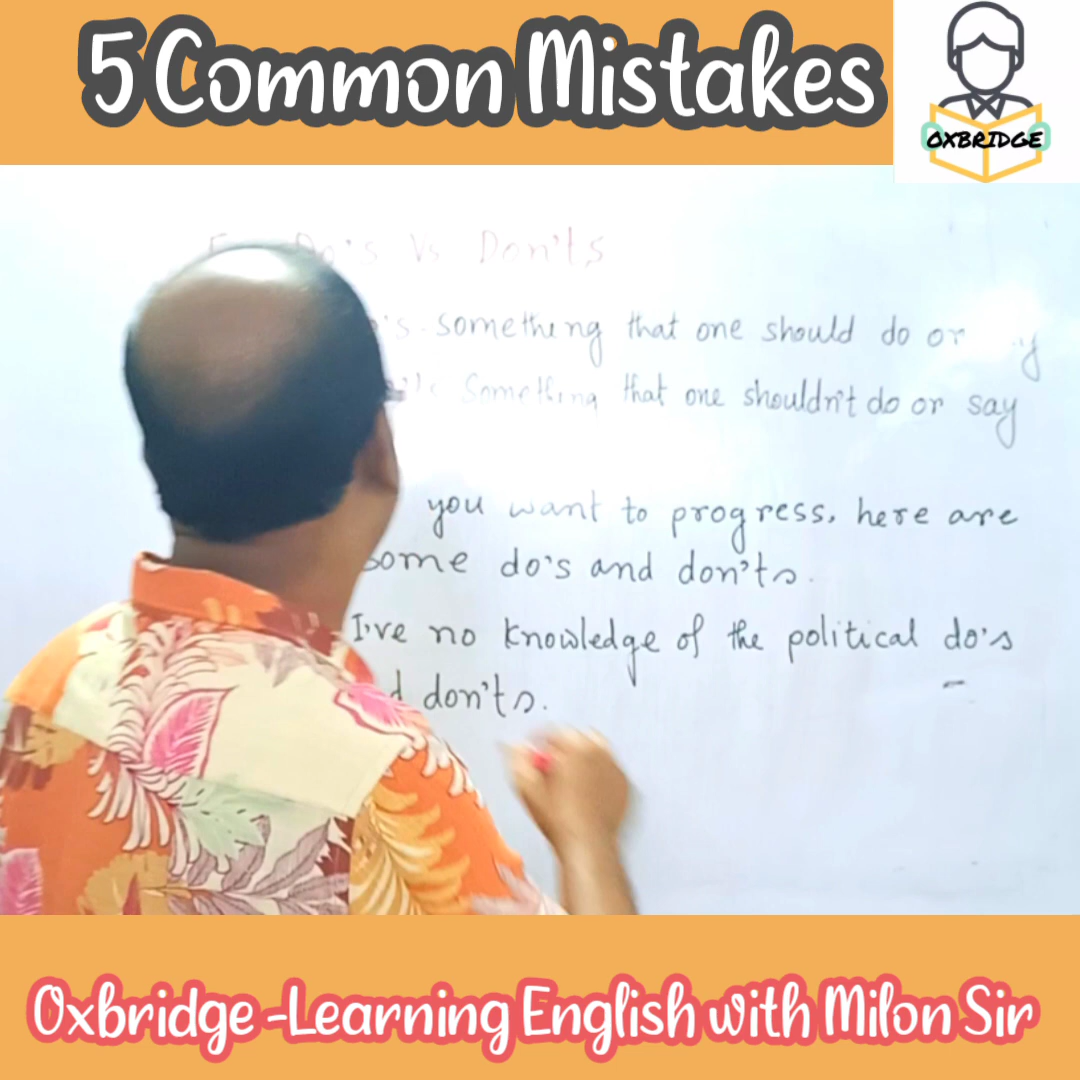 5 Common Mistakes
OXBRIDGE
Do's Vs Don'ts
's. something that one should do or
Something that one shouldn't do or say
you want to progress, here are
some do's and don'ts.
I've no knowledge of the political do's
don'ts.
Oxbridge -Learning English with Milon Sir